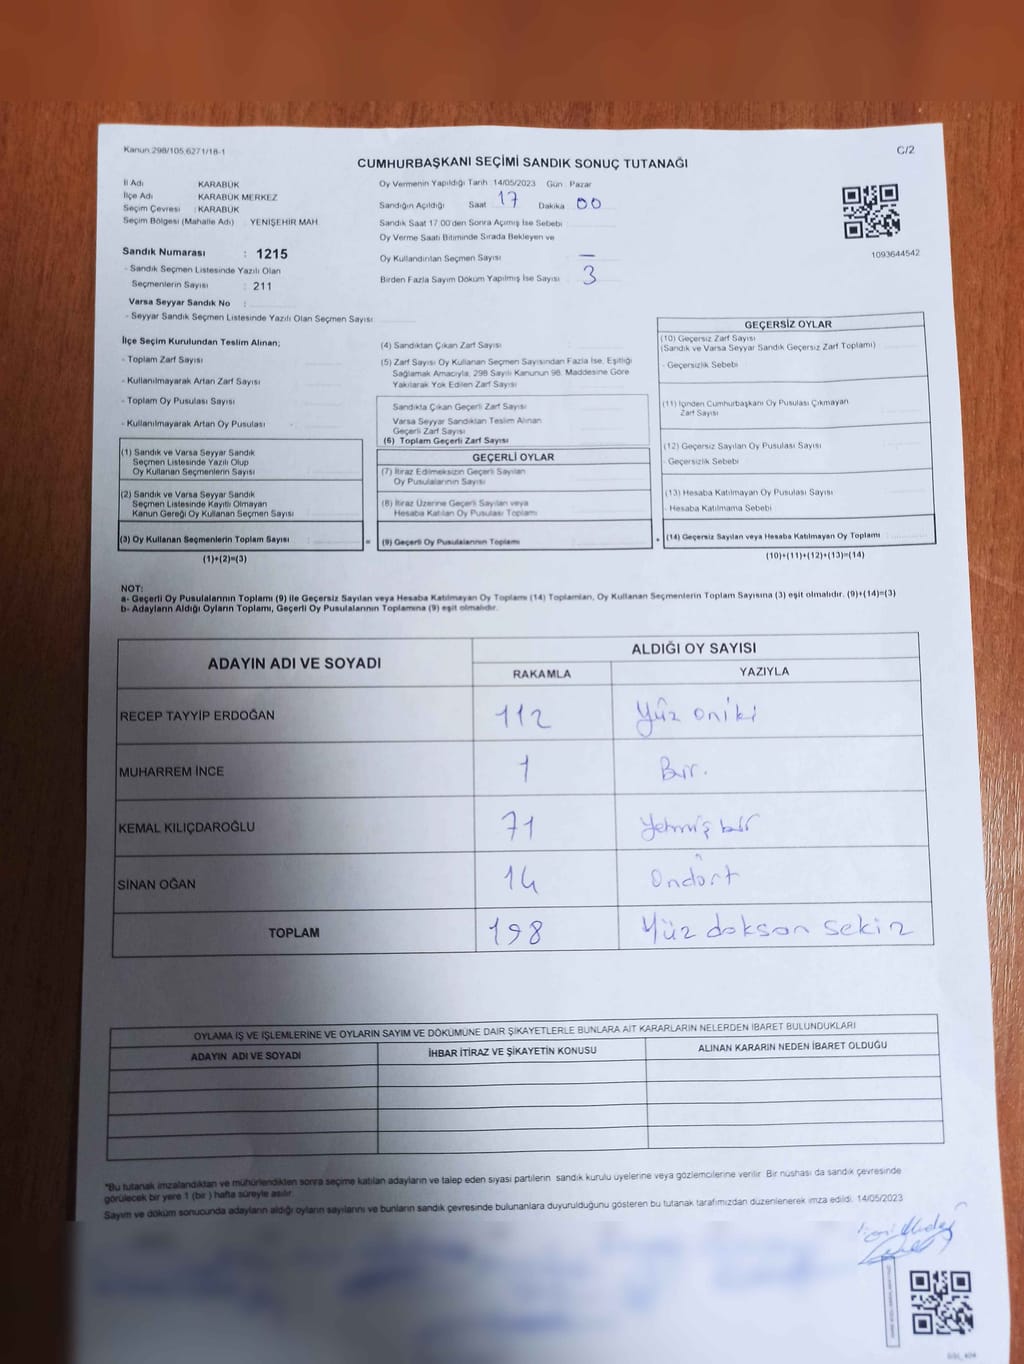 Kanun 298/105,6271/18-1
C/2
CUMHURBAŞKANI SEÇİMİ SANDIK SONUÇ TUTANAĞI
İl Adı KARABÜK
İlçe Adı KARABÜK MERKEZ
Seçim Çevresi : KARABÜK
Seçim Bölgesi (Mahalle Adı) : YENİŞEHİR MAH.
Sandık Numarası : 1215
- Sandık Seçmen Listesinde Yazılı Olan
Seçmenlerin Sayısı : 211
Varsa Seyyar Sandık No :
- Seyyar Sandık Seçmen Listesinde Yazılı Olan Seçmen Sayısı
Oy Vermenin Yapıldığı Tarih 14/05/2023 Gün Pazar
Sandığın Açıldığı Saat 17 Dakika 00
Sandık Saat 17.00'den Sonra Açılmış İse Sebebi
Oy Verme Saati Bitiminde Sırada Bekleyen ve
Oy Kullandırılan Seçmen Sayısı —
Birden Fazla Sayım Döküm Yapılmış İse Sayısı 3
1093644542
İlçe Seçim Kurulundan Teslim Alınan;
- Toplam Zarf Sayısı
- Kullanılmayarak Artan Zarf Sayısı
- Toplam Oy Pusulası Sayısı
- Kullanılmayarak Artan Oy Pusulası
(1) Sandık ve Varsa Seyyar Sandık
Seçmen Listesinde Yazılı Olup
Oy Kullanan Seçmenlerin Sayısı
(2) Sandık ve Varsa Seyyar Sandık
Seçmen Listesinde Kayıtlı Olmayan
Kanun Gereği Oy Kullanan Seçmen Sayısı
(3) Oy Kullanan Seçmenlerin Toplam Sayısı :
(1)+(2)=(3)
(4) Sandıktan Çıkan Zarf Sayısı
(5) Zarf Sayısı Oy Kullanan Seçmen Sayısından Fazla İse, Eşitliği
Sağlamak Amacıyla, 298 Sayılı Kanunun 98. Maddesine Göre
Yakılarak Yok Edilen Zarf Sayısı
Sandıkta Çıkan Geçerli Zarf Sayısı
Varsa Seyyar Sandıktan Teslim Alınan
Geçerli Zarf Sayısı
(6) Toplam Geçerli Zarf Sayısı
GEÇERLİ OYLAR
(7) İtiraz Edilmeksizin Geçerli Sayılan
Oy Pusulalarının Sayısı
(8) İtiraz Üzerine Geçerli Sayılan veya
Hesaba Katılan Oy Pusulası Toplamı
= (9) Geçerli Oy Pusulalarının Toplamı
GEÇERSİZ OYLAR
(10) Geçersiz Zarf Sayısı
(Sandık ve Varsa Seyyar Sandık Geçersiz Zarf Toplamı)
- Geçersizlik Sebebi
(11) İçinden Cumhurbaşkanı Oy Pusulası Çıkmayan
Zarf Sayısı
(12) Geçersiz Sayılan Oy Pusulası Sayısı
- Geçersizlik Sebebi
(13) Hesaba Katılmayan Oy Pusulası Sayısı
- Hesaba Katılmama Sebebi
+ (14) Geçersiz Sayılan veya Hesaba Katılmayan Oy Toplamı
(10)+(11)+(12)+(13)=(14)
NOT:
a- Geçerli Oy Pusulalarının Toplamı (9) ile Geçersiz Sayılan veya Hesaba Katılmayan Oy Toplamı (14) Toplamları, Oy Kullanan Seçmenlerin Toplam Sayısına (3) eşit olmalıdır. (9)+(14)=(3)
b- Adayların Aldığı Oyların Toplamı, Geçerli Oy Pusulalarının Toplamına (9) eşit olmalıdır.
ADAYIN ADI VE SOYADI
ALDIĞI OY SAYISI
RAKAMLA YAZIYLA
RECEP TAYYİP ERDOĞAN 112 Yüz oniki
MUHARREM İNCE 1 Bir.
KEMAL KILIÇDAROĞLU 71 Yetmiş bir
SİNAN OĞAN 14 Ondört
TOPLAM 198 Yüz doksan sekiz
OYLAMA İŞ VE İŞLEMLERİNE VE OYLARIN SAYIM VE DÖKÜMÜNE DAİR ŞİKAYETLERLE BUNLARA AİT KARARLARIN NELERDEN İBARET BULUNDUKLARI
ADAYIN ADI VE SOYADI İHBAR İTİRAZ VE ŞİKAYETİN KONUSU ALINAN KARARIN NEDEN İBARET OLDUĞU
*Bu tutanak imzalandıktan ve mühürlendikten sonra seçime katılan adayların ve talep eden siyasi partilerin sandık kurulu üyelerine veya gözlemcilerine verilir. Bir nüshası da sandık çevresinde
görülecek bir yere 1 (bir) hafta süreyle asılır.
Sayım ve döküm sonucunda adayların aldığı oyların sayılarını ve bunların sandık çevresinde bulunanlara duyurulduğunu gösteren bu tutanak tarafımızdan düzenlenerek imza edildi. 14/05/2023